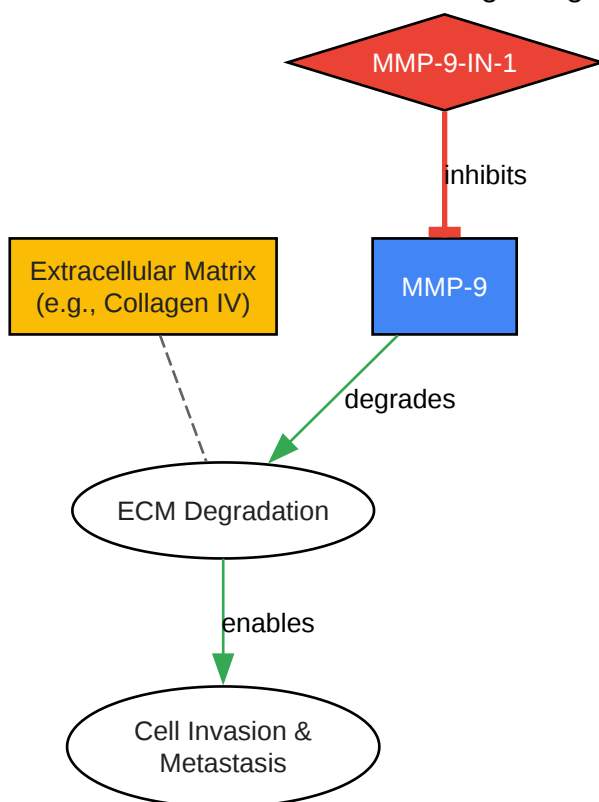 MMP-9-IN-1
inhibits
Extracellular Matrix
(e.g., Collagen IV)
MMP-9
degrades
ECM Degradation
enables
Cell Invasion &
Metastasis